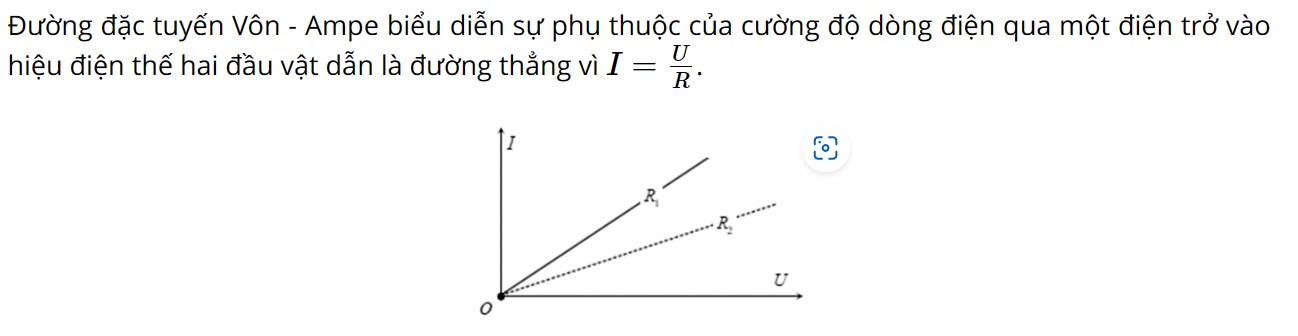 Đường đặc tuyến Vôn - Ampe biểu diễn sự phụ thuộc của cường độ dòng điện qua một điện trở vào
hiệu điện thế hai đầu vật dẫn là đường thẳng vì I = U/R.
I
R₁
R₂
U
O